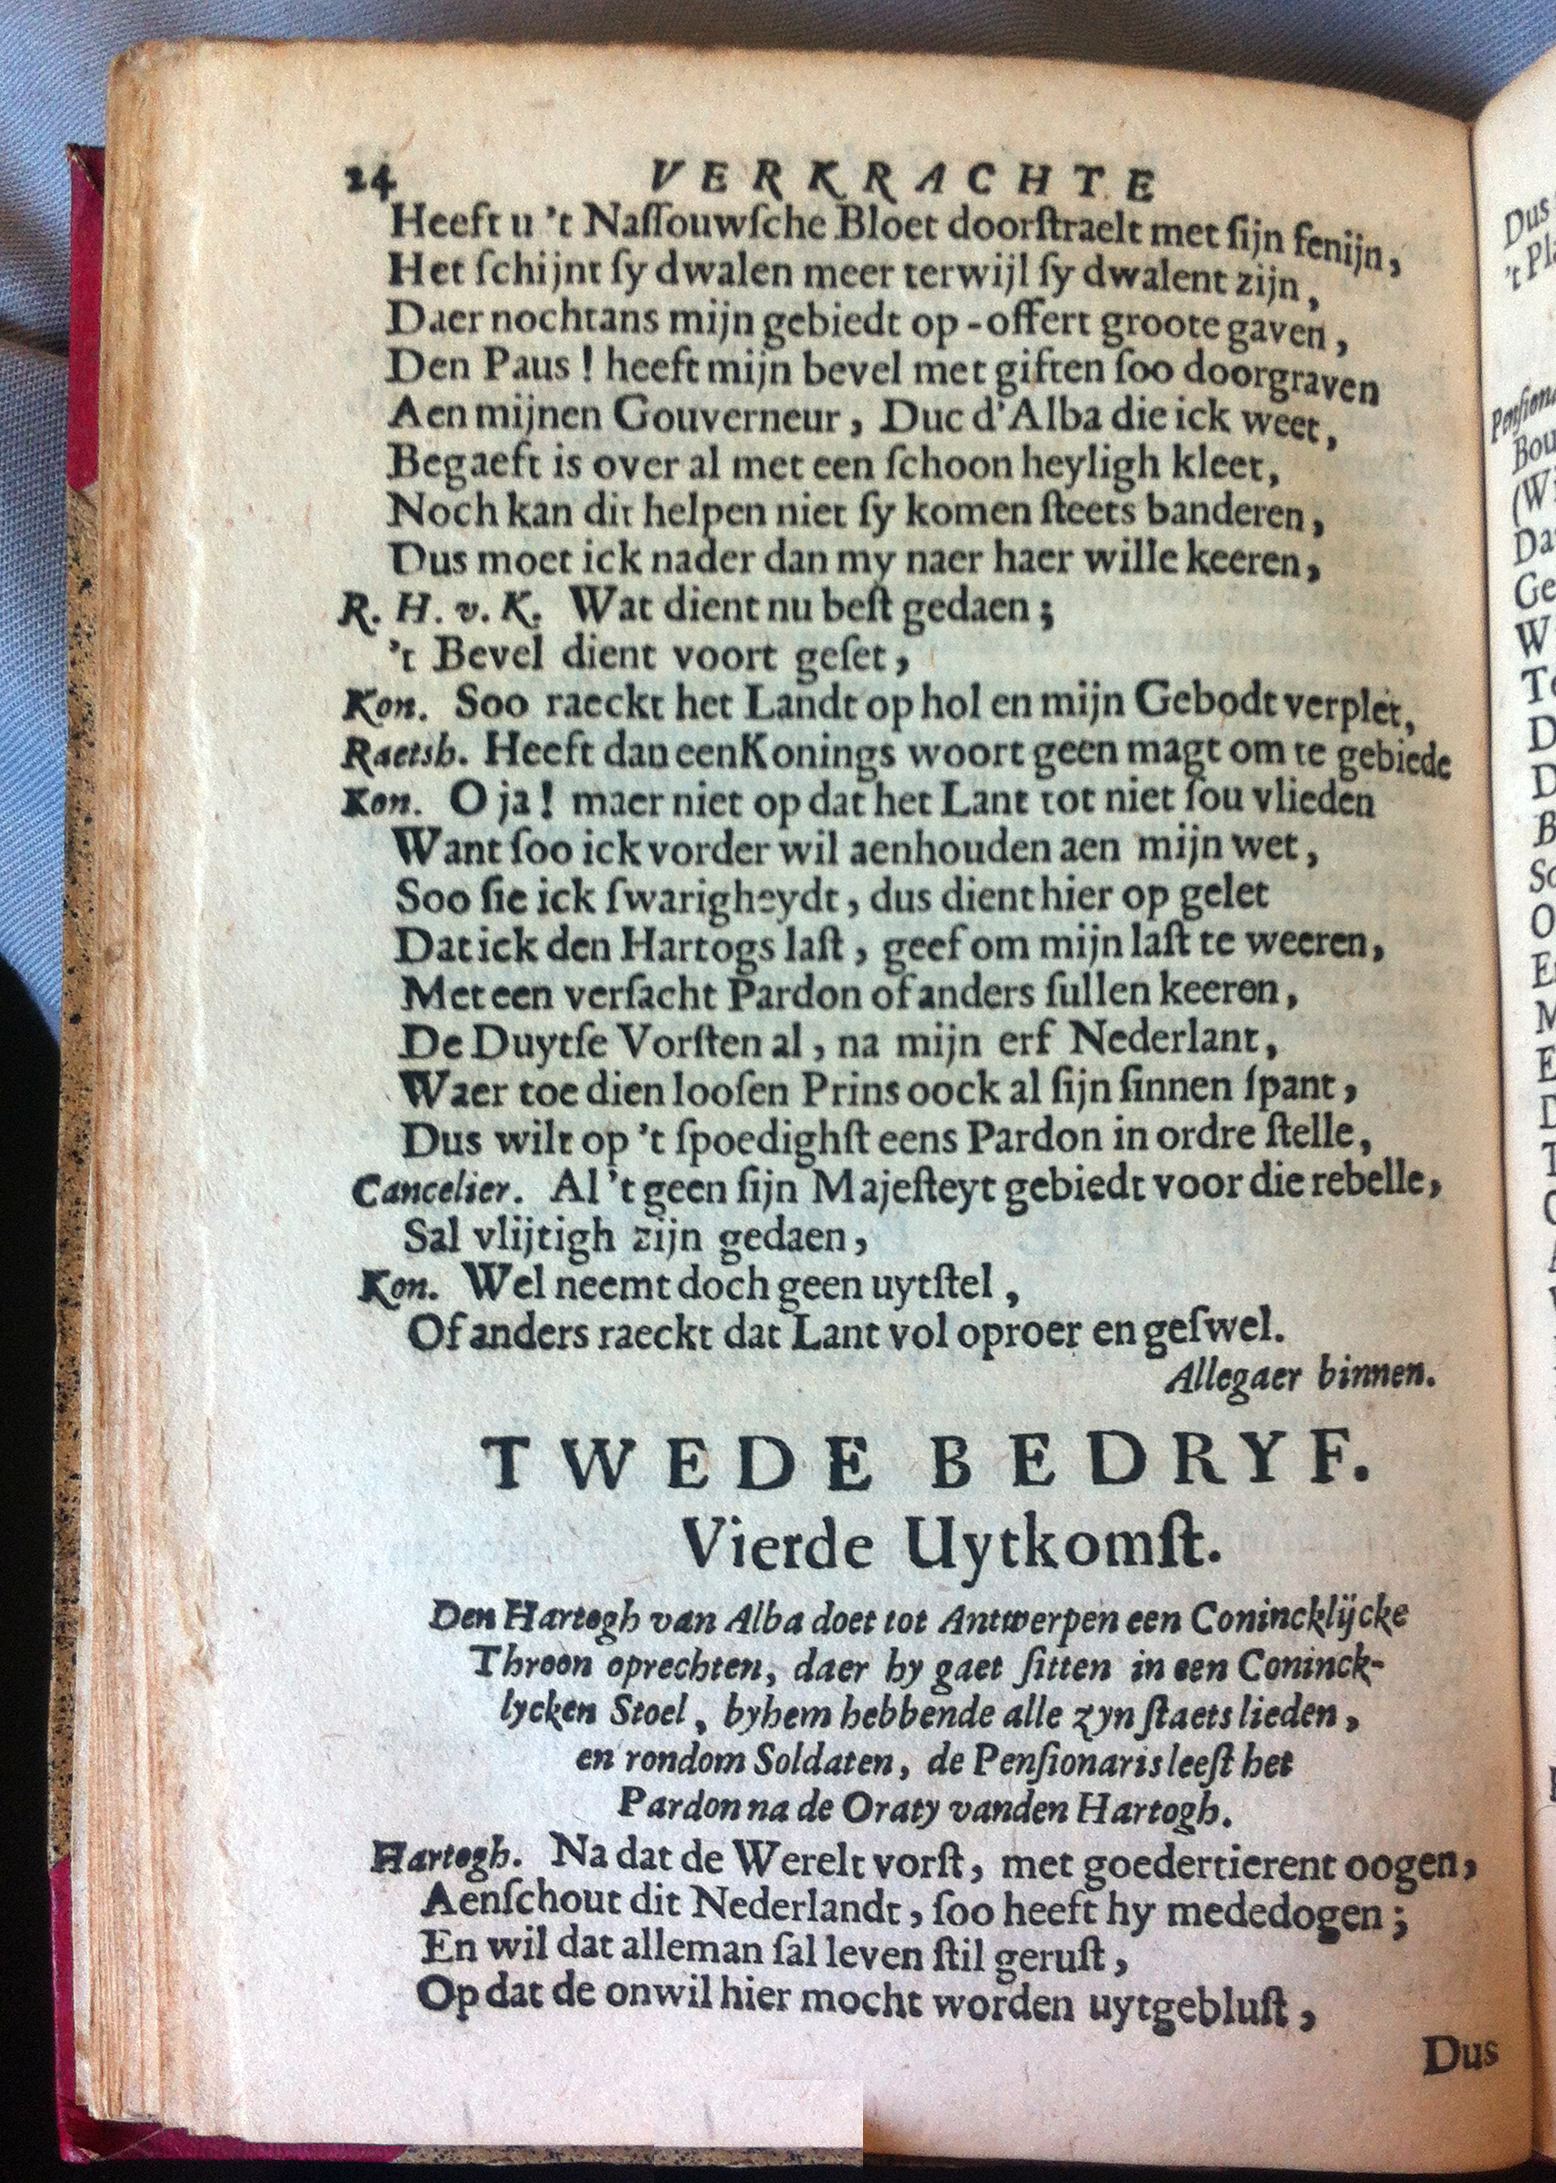 24 VERKRACHTE
Heeft u 't Naſſouwſche Bloet doorſtraelt met ſijn fenijn,
Het ſchijnt ſy dwalen meer terwijl ſy dwalent zijn,
Daer nochtans mijn gebiedt op-offert groote gaven,
Den Paus! heeft mijn bevel met giften ſoo doorgraven
Aen mijnen Gouverneur, Duc d'Alba die ick weet,
Begaeft is over al met een ſchoon heyligh kleet,
Noch kan dit helpen niet ſy komen ſteets banderen,
Dus moet ick nader dan my naer haer wille keeren,
R. H. v. K. Wat dient nu beſt gedaen;
't Bevel dient voort geſet,
Kon. Soo raeckt het Landt op hol en mijn Gebodt verplet,
Raetsh. Heeft dan een Konings woort geen magt om te gebiede
Kon. O ja! maer niet op dat het Lant tot niet ſou vlieden
Want ſoo ick vorder wil aenhouden aen mijn wet,
Soo ſie ick ſwarigheydt, dus dient hier op gelet
Dat ick den Hartogs laſt, geef om mijn laſt te weeren,
Met een verſacht Pardon of anders ſullen keeren,
De Duytſe Vorſten al, na mijn erf Nederlant,
Waer toe dien looſen Prins oock al ſijn ſinnen ſpant,
Dus wilt op 't ſpoedighſt eens Pardon in ordre ſtelle,
Cancelier. Al 't geen ſijn Majeſteyt gebiedt voor die rebelle,
Sal vlijtigh zijn gedaen,
Kon. Wel neemt doch geen uytſtel,
Of anders raeckt dat Lant vol oproer en geſwel.
Allegaer binnen.
TWEDE BEDRYF.
Vierde Uytkomſt.
Den Hartogh van Alba doet tot Antwerpen een Conincklijcke
Throon oprechten, daer hy gaet ſitten in een Coninck-
lycken Stoel, byhem hebbende alle zyn ſtaets lieden,
en rondom Soldaten, de Penſionaris leeſt het
Pardon na de Oraty vanden Hartogh.
Hartogh. Na dat de Werelt vorſt, met goedertierent oogen,
Aenſchout dit Nederlandt, ſoo heeft hy mededogen;
En wil dat alleman ſal leven ſtil geruſt,
Op dat de onwil hier mocht worden uytgebluſt,
Dus